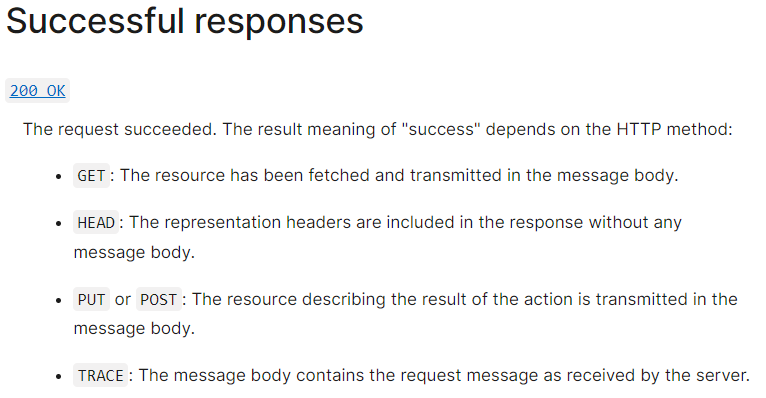 Successful responses
200 OK
The request succeeded. The result meaning of "success" depends on the HTTP method:
• GET: The resource has been fetched and transmitted in the message body.
• HEAD: The representation headers are included in the response without any
message body.
• PUT or POST: The resource describing the result of the action is transmitted in the
message body.
• TRACE: The message body contains the request message as received by the server.